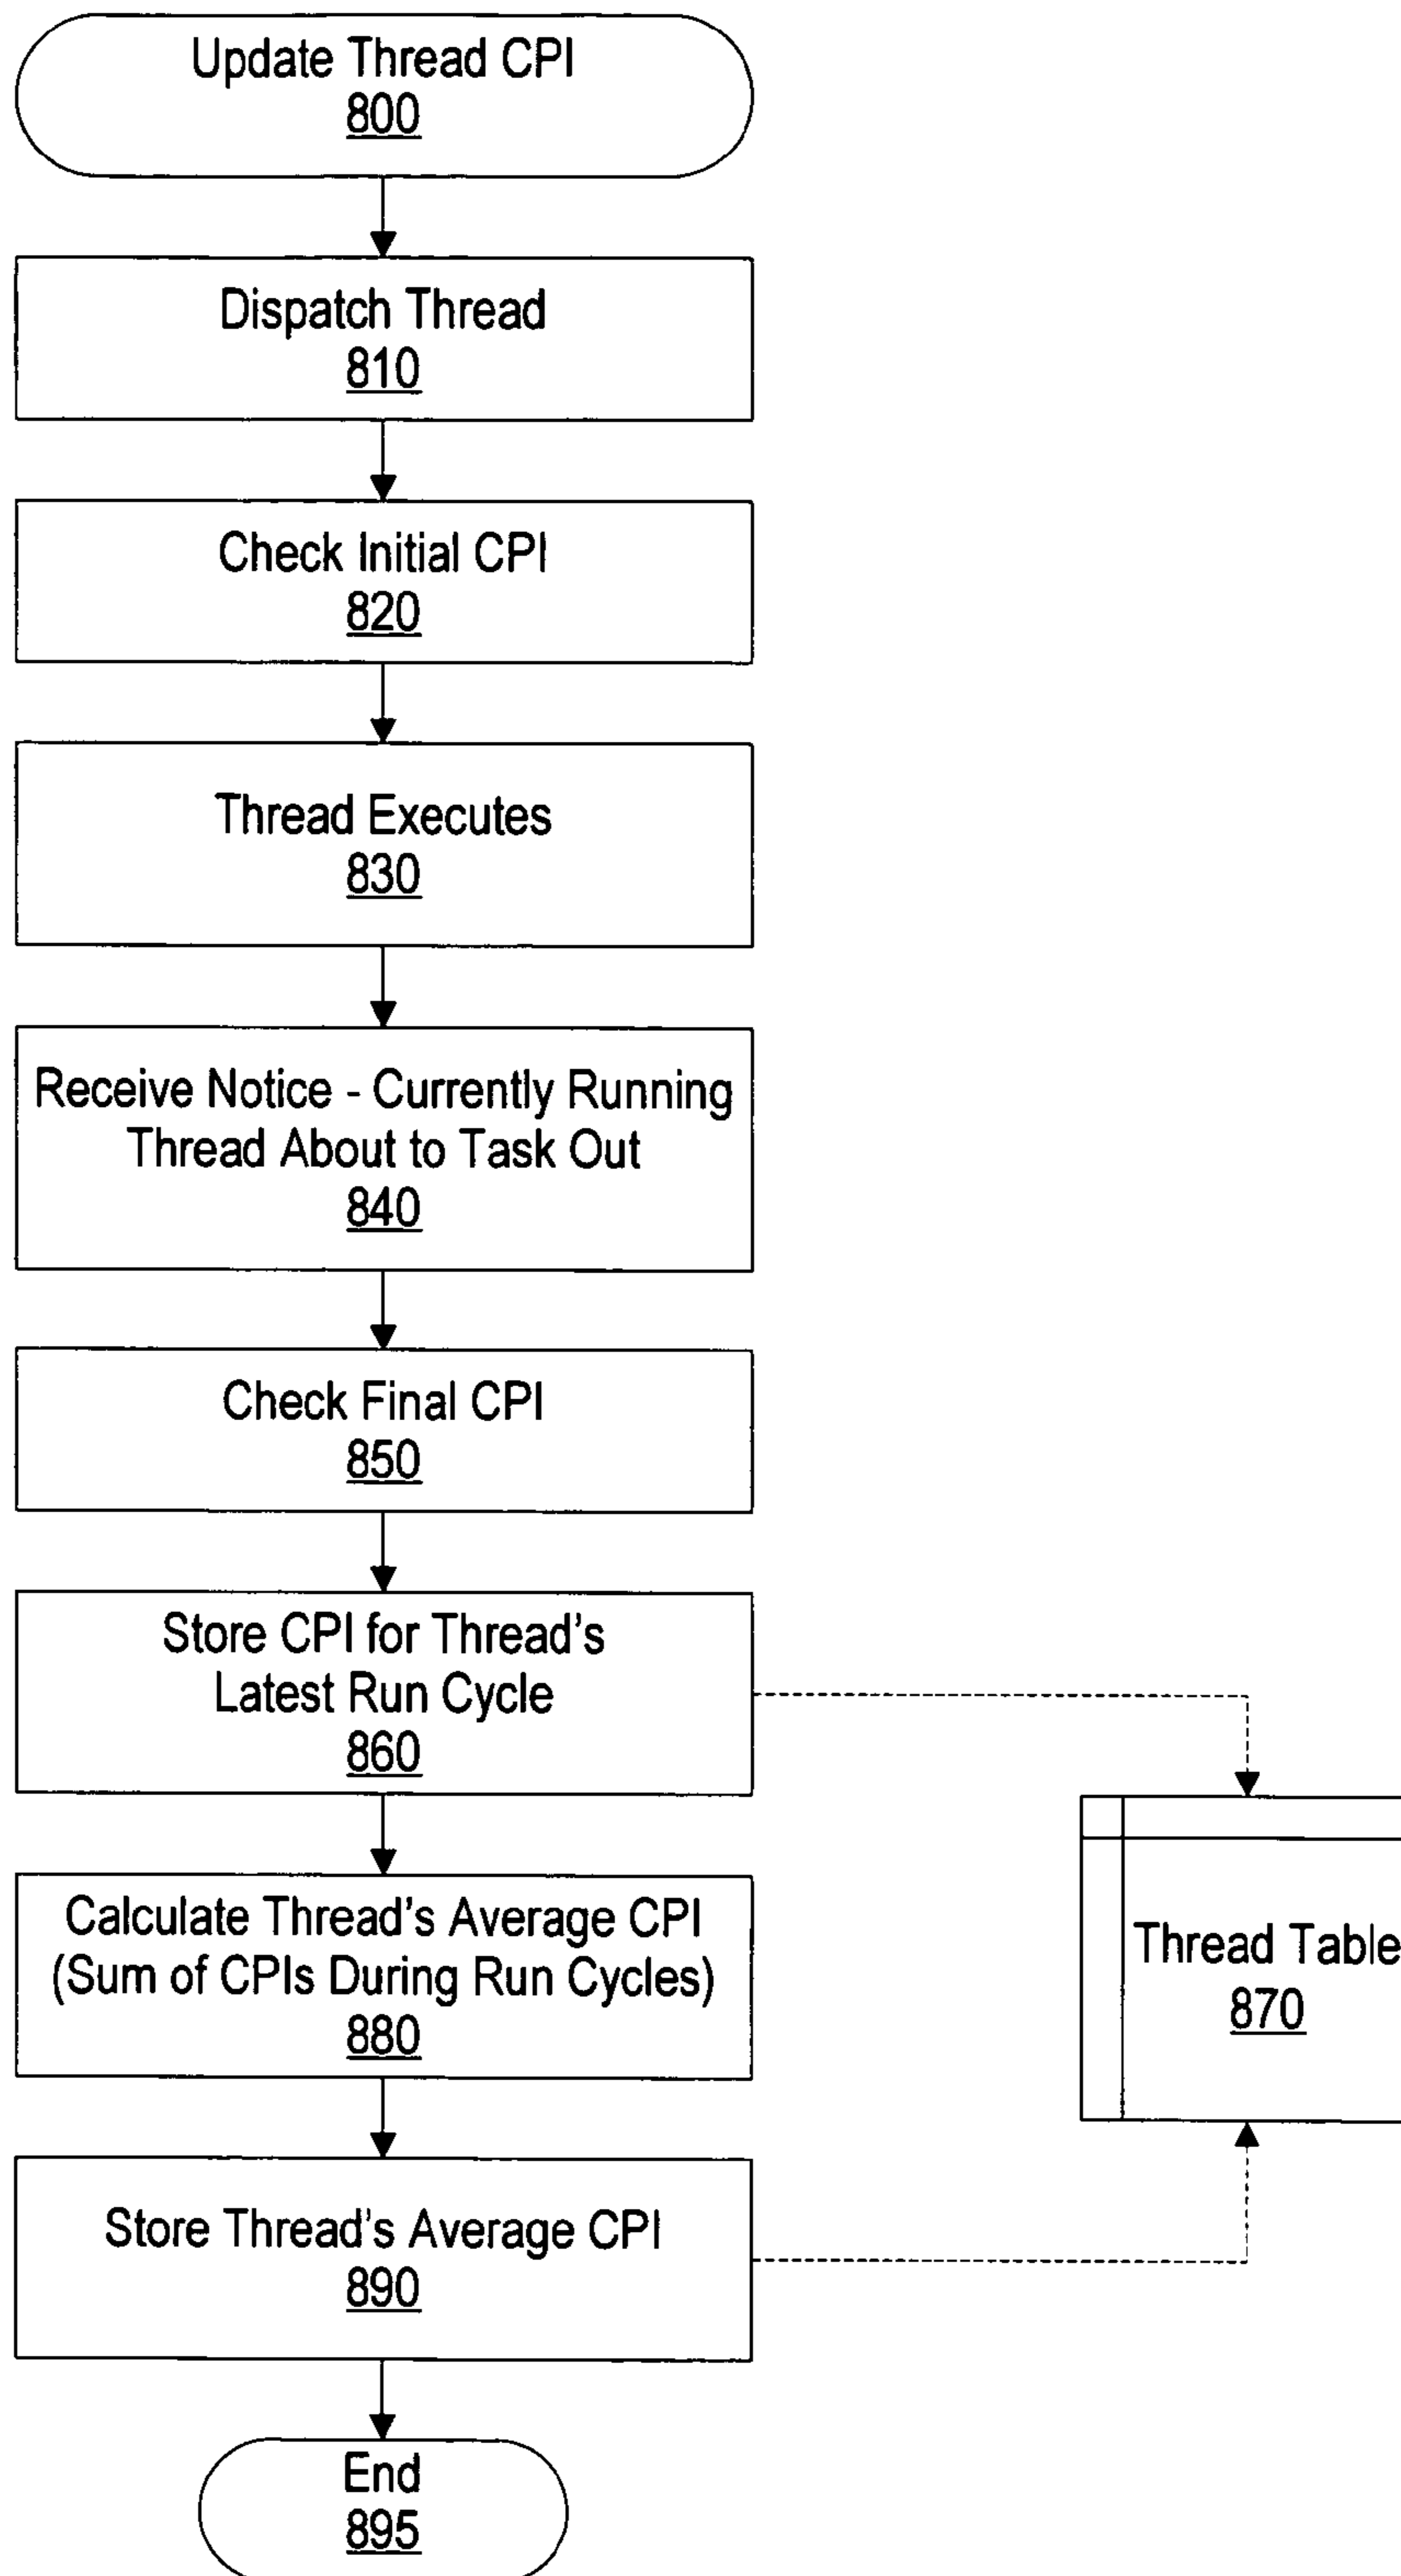 Update Thread CPI
800
Dispatch Thread
810
Check Initial CPI
820
Thread Executes
830
Receive Notice - Currently Running
Thread About to Task Out
840
Check Final CPI
850
Store CPI for Thread's
Latest Run Cycle
860
Calculate Thread's Average CPI
(Sum of CPIs During Run Cycles)
880
Thread Table
870
Store Thread's Average CPI
890
End
895